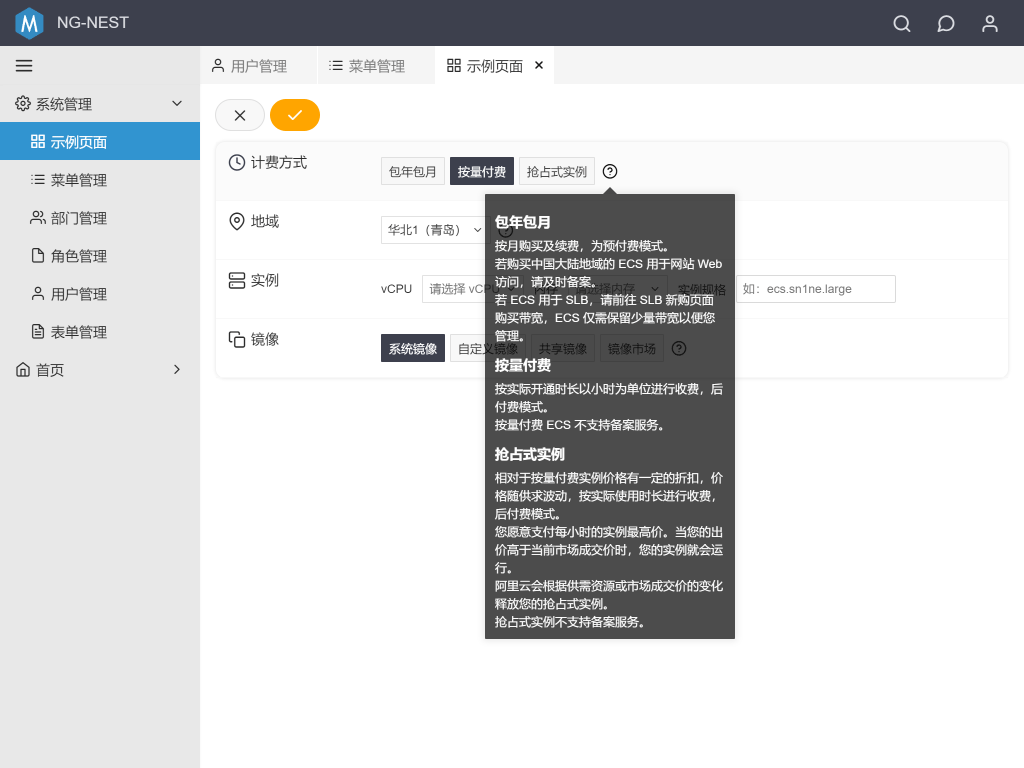 NG-NEST
用户管理
菜单管理
示例页面
系统管理
示例页面
菜单管理
部门管理
角色管理
用户管理
表单管理
首页
计费方式
包年包月
按量付费
抢占式实例
地域
华北1（青岛）
实例
vCPU
请选择 vCPU
内存
请选择内存
实例规格
如：ecs.sn1ne.large
镜像
系统镜像
自定义镜像
共享镜像
镜像市场
包年包月
按月购买及续费，为预付费模式。
若购买中国大陆地域的 ECS 用于网站 Web
访问，请及时备案。
若 ECS 用于 SLB，请前往 SLB 新购页面
购买带宽，ECS 仅需保留少量带宽以便您
管理。
按量付费
按实际开通时长以小时为单位进行收费，后
付费模式。
按量付费 ECS 不支持备案服务。
抢占式实例
相对于按量付费实例价格有一定的折扣，价
格随供求波动，按实际使用时长进行收费，
后付费模式。
您愿意支付每小时的实例最高价。当您的出
价高于当前市场成交价时，您的实例就会运
行。
阿里云会根据供需资源或市场成交价的变化
释放您的抢占式实例。
抢占式实例不支持备案服务。